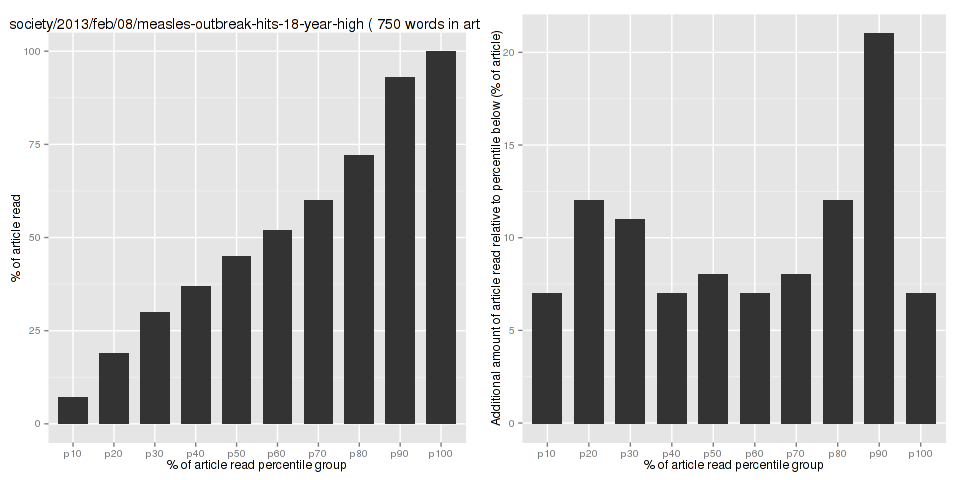 society/2013/feb/08/measles-outbreak-hits-18-year-high ( 750 words in art
% of article read
100
75
50
25
0
p10 p20 p30 p40 p50 p60 p70 p80 p90 p100
% of article read percentile group
Additional amount of article read relative to percentile below (% of article)
20
15
10
5
0
p10 p20 p30 p40 p50 p60 p70 p80 p90 p100
% of article read percentile group